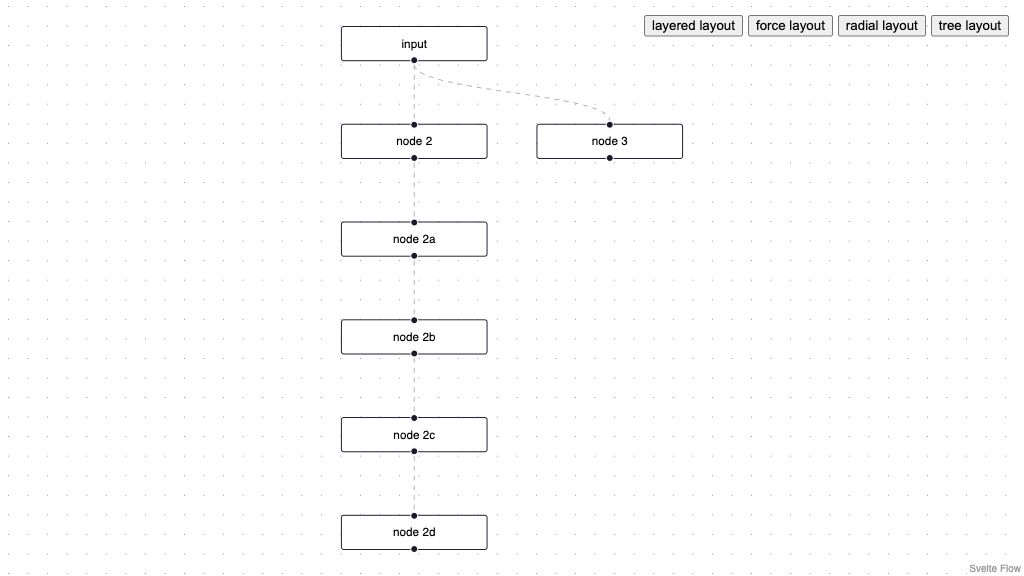 layered layout
force layout
radial layout
tree layout
input
node 2
node 3
node 2a
node 2b
node 2c
node 2d
Svelte Flow